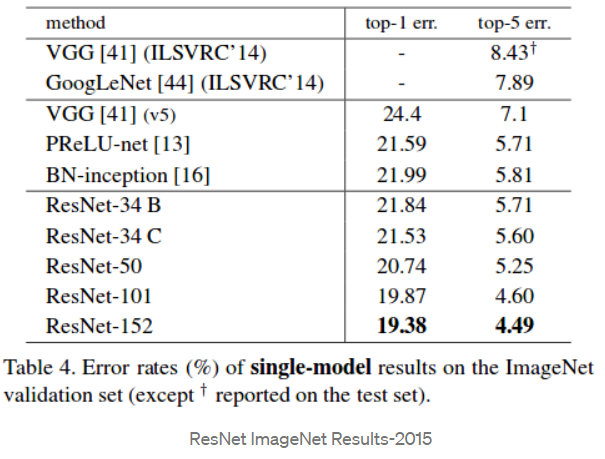 method top-1 err. top-5 err.
VGG [41] (ILSVRC'14) - 8.43†
GoogLeNet [44] (ILSVRC'14) - 7.89
VGG [41] (v5) 24.4 7.1
PReLU-net [13] 21.59 5.71
BN-inception [16] 21.99 5.81
ResNet-34 B 21.84 5.71
ResNet-34 C 21.53 5.60
ResNet-50 20.74 5.25
ResNet-101 19.87 4.60
ResNet-152 19.38 4.49
Table 4. Error rates (%) of single-model results on the ImageNet
validation set (except † reported on the test set).
ResNet ImageNet Results-2015